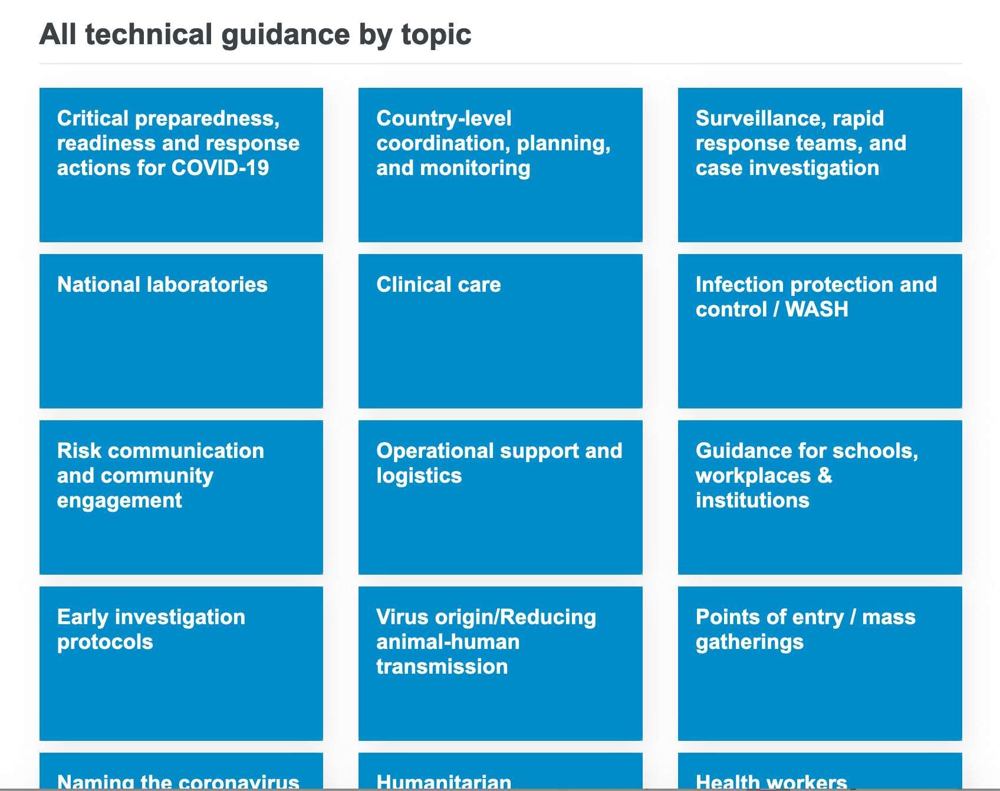 All technical guidance by topic
Critical preparedness,
readiness and response
actions for COVID-19
Country-level
coordination, planning,
and monitoring
Surveillance, rapid
response teams, and
case investigation
National laboratories
Clinical care
Infection protection and
control / WASH
Risk communication
and community
engagement
Operational support and
logistics
Guidance for schools,
workplaces &
institutions
Early investigation
protocols
Virus origin/Reducing
animal-human
transmission
Points of entry / mass
gatherings
Naming the coronavirus
Humanitarian
Health workers